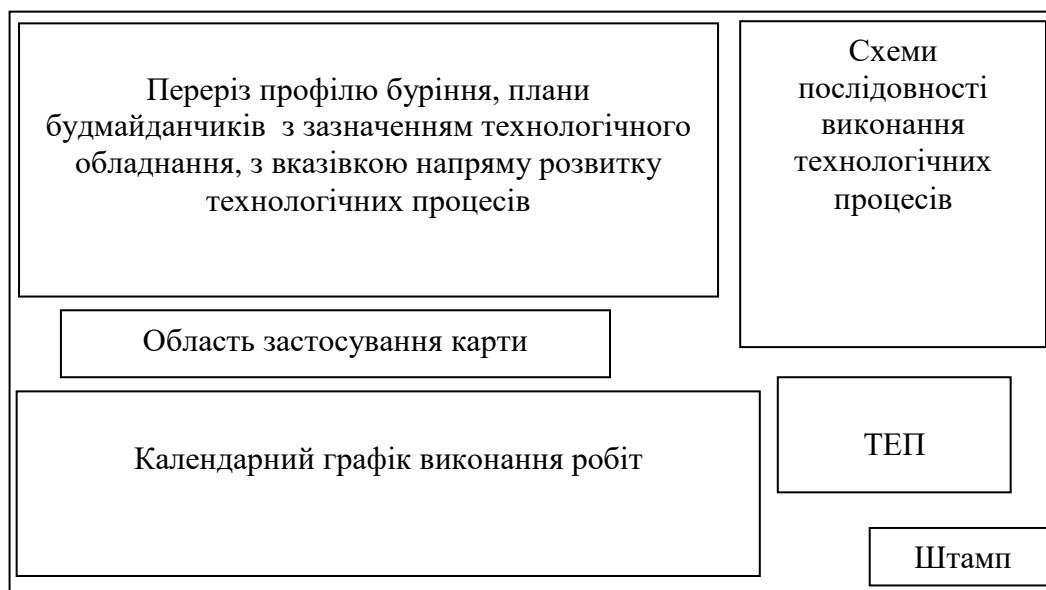 Переріз профілю буріння, плани
будмайданчиків з зазначенням технологічного
обладнання, з вказівкою напряму розвитку
технологічних процесів
Схеми
послідовності
виконання
технологічних
процесів
Область застосування карти
Календарний графік виконання робіт
ТЕП
Штамп